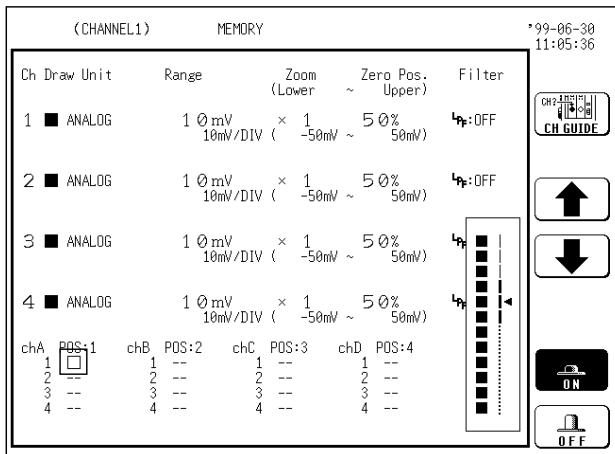 (CHANNEL1) MEMORY '99-06-30
11:05:36
Ch Draw Unit Range Zoom Zero Pos. Filter
(Lower ~ Upper)
1 ■ ANALOG 10mV × 1 50% LPF:OFF
10mV/DIV ( -50mV ~ 50mV)
2 ■ ANALOG 10mV × 1 50% LPF:OFF
10mV/DIV ( -50mV ~ 50mV)
3 ■ ANALOG 10mV × 1 50%
10mV/DIV ( -50mV ~ 50mV)
4 ■ ANALOG 10mV × 1 50%
10mV/DIV ( -50mV ~ 50mV)
chA POS:1 chB POS:2 chC POS:3 chD POS:4
1 □ 1 -- 1 -- 1 --
2 -- 2 -- 2 -- 2 --
3 -- 3 -- 3 -- 3 --
4 -- 4 -- 4 -- 4 --
CH?
CH GUIDE
ON
OFF